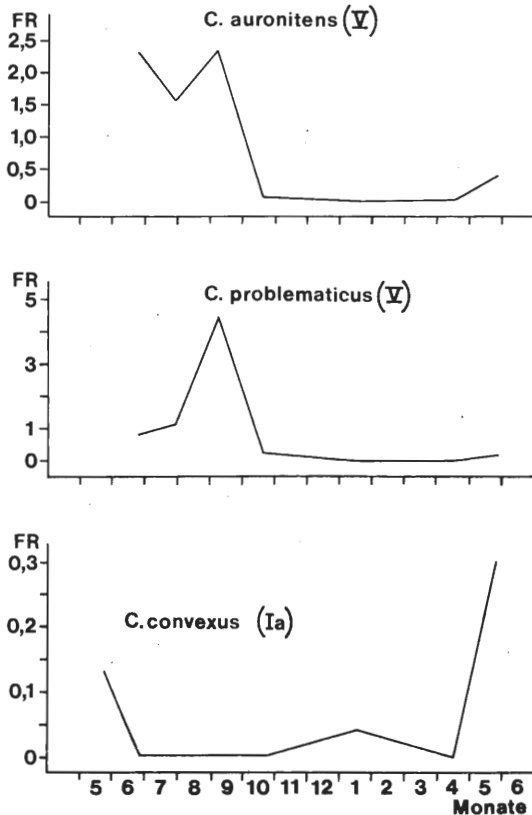 FR
C. auronitens (V)
2,5
2,0
1,5
1,0
0,5
0
FR
C. problematicus (V)
5
3
1
0
FR
0,3
0,2
C. convexus (Ia)
0,1
0
5 6 7 8 9 10 11 12 1 2 3 4 5 6
Monate